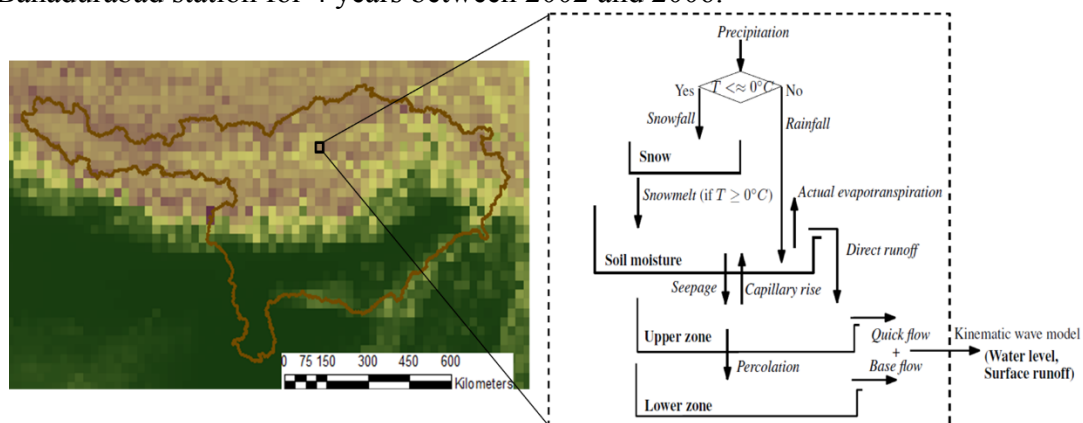 Bahadurabad station for 4 years between 2002 and 2006.
Precipitation
T <≈ 0°C
Yes
No
Snowfall
Rainfall
Snow
Snowmelt (if T ≥ 0°C)
Actual evapotranspiration
Direct runoff
Soil moisture
Seepage
Capillary rise
Upper zone
Quick flow
+
Base flow
Kinematic wave model
(Water level,
Surface runoff)
Percolation
Lower zone
0 75 150 300 450 600
Kilometers